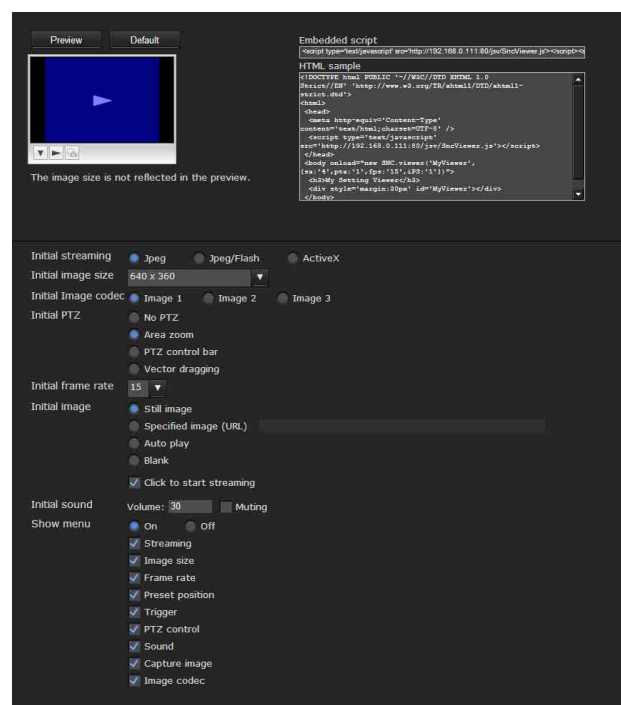 Preview Default
Embedded script
<script type='text/javascript' src='http://192.168.0.111:80/jsv/SncViewer.js'></script><s
HTML sample
<!DOCTYPE html PUBLIC '-//W3C//DTD XHTML 1.0
Strict//EN' 'http://www.w3.org/TR/xhtml1/DTD/xhtml1-
strict.dtd'>
<html>
<head>
<meta http-equiv='Content-Type'
content='text/html;charset=UTF-8' />
<script type='text/javascript'
src='http://192.168.0.111:80/jsv/SncViewer.js'></script>
</head>
<body onload="new SNC.viewer('MyViewer',
{ss:'4',ptz:'1',fps:'15',iPS:'1'})">
<h3>My Setting Viewer</h3>
<div style='margin:30px' id='MyViewer'></div>
</body>
The image size is not reflected in the preview.
Initial streaming Jpeg Jpeg/Flash ActiveX
Initial image size 640 x 360
Initial Image codec Image 1 Image 2 Image 3
Initial PTZ No PTZ
Area zoom
PTZ control bar
Vector dragging
Initial frame rate 15
Initial image Still image
Specified image (URL)
Auto play
Blank
Click to start streaming
Initial sound Volume: 30 Muting
Show menu On Off
Streaming
Image size
Frame rate
Preset position
Trigger
PTZ control
Sound
Capture image
Image codec